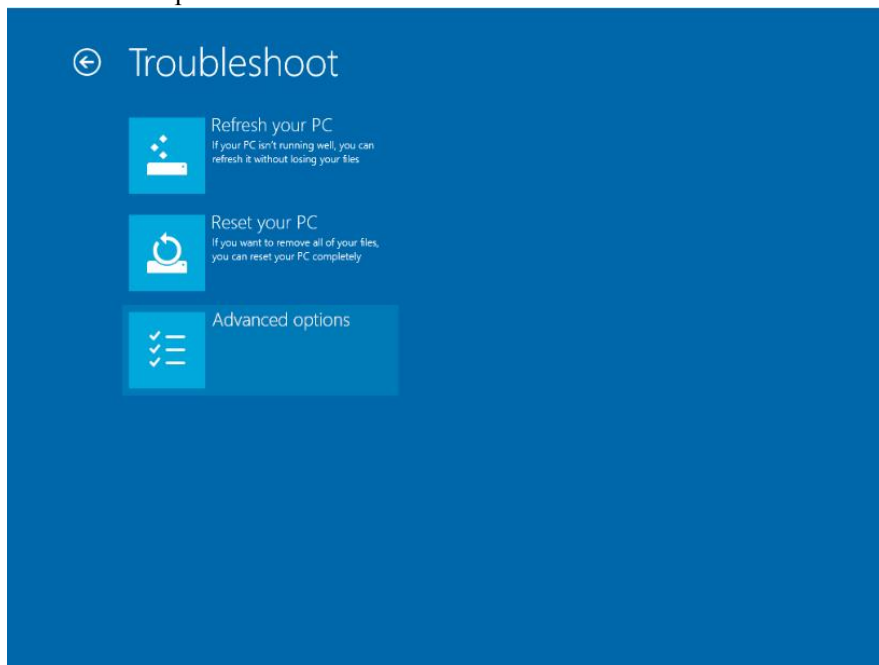 Troubleshoot
Refresh your PC
If your PC isn't running well, you can
refresh it without losing your files
Reset your PC
If you want to remove all of your files,
you can reset your PC completely
Advanced options